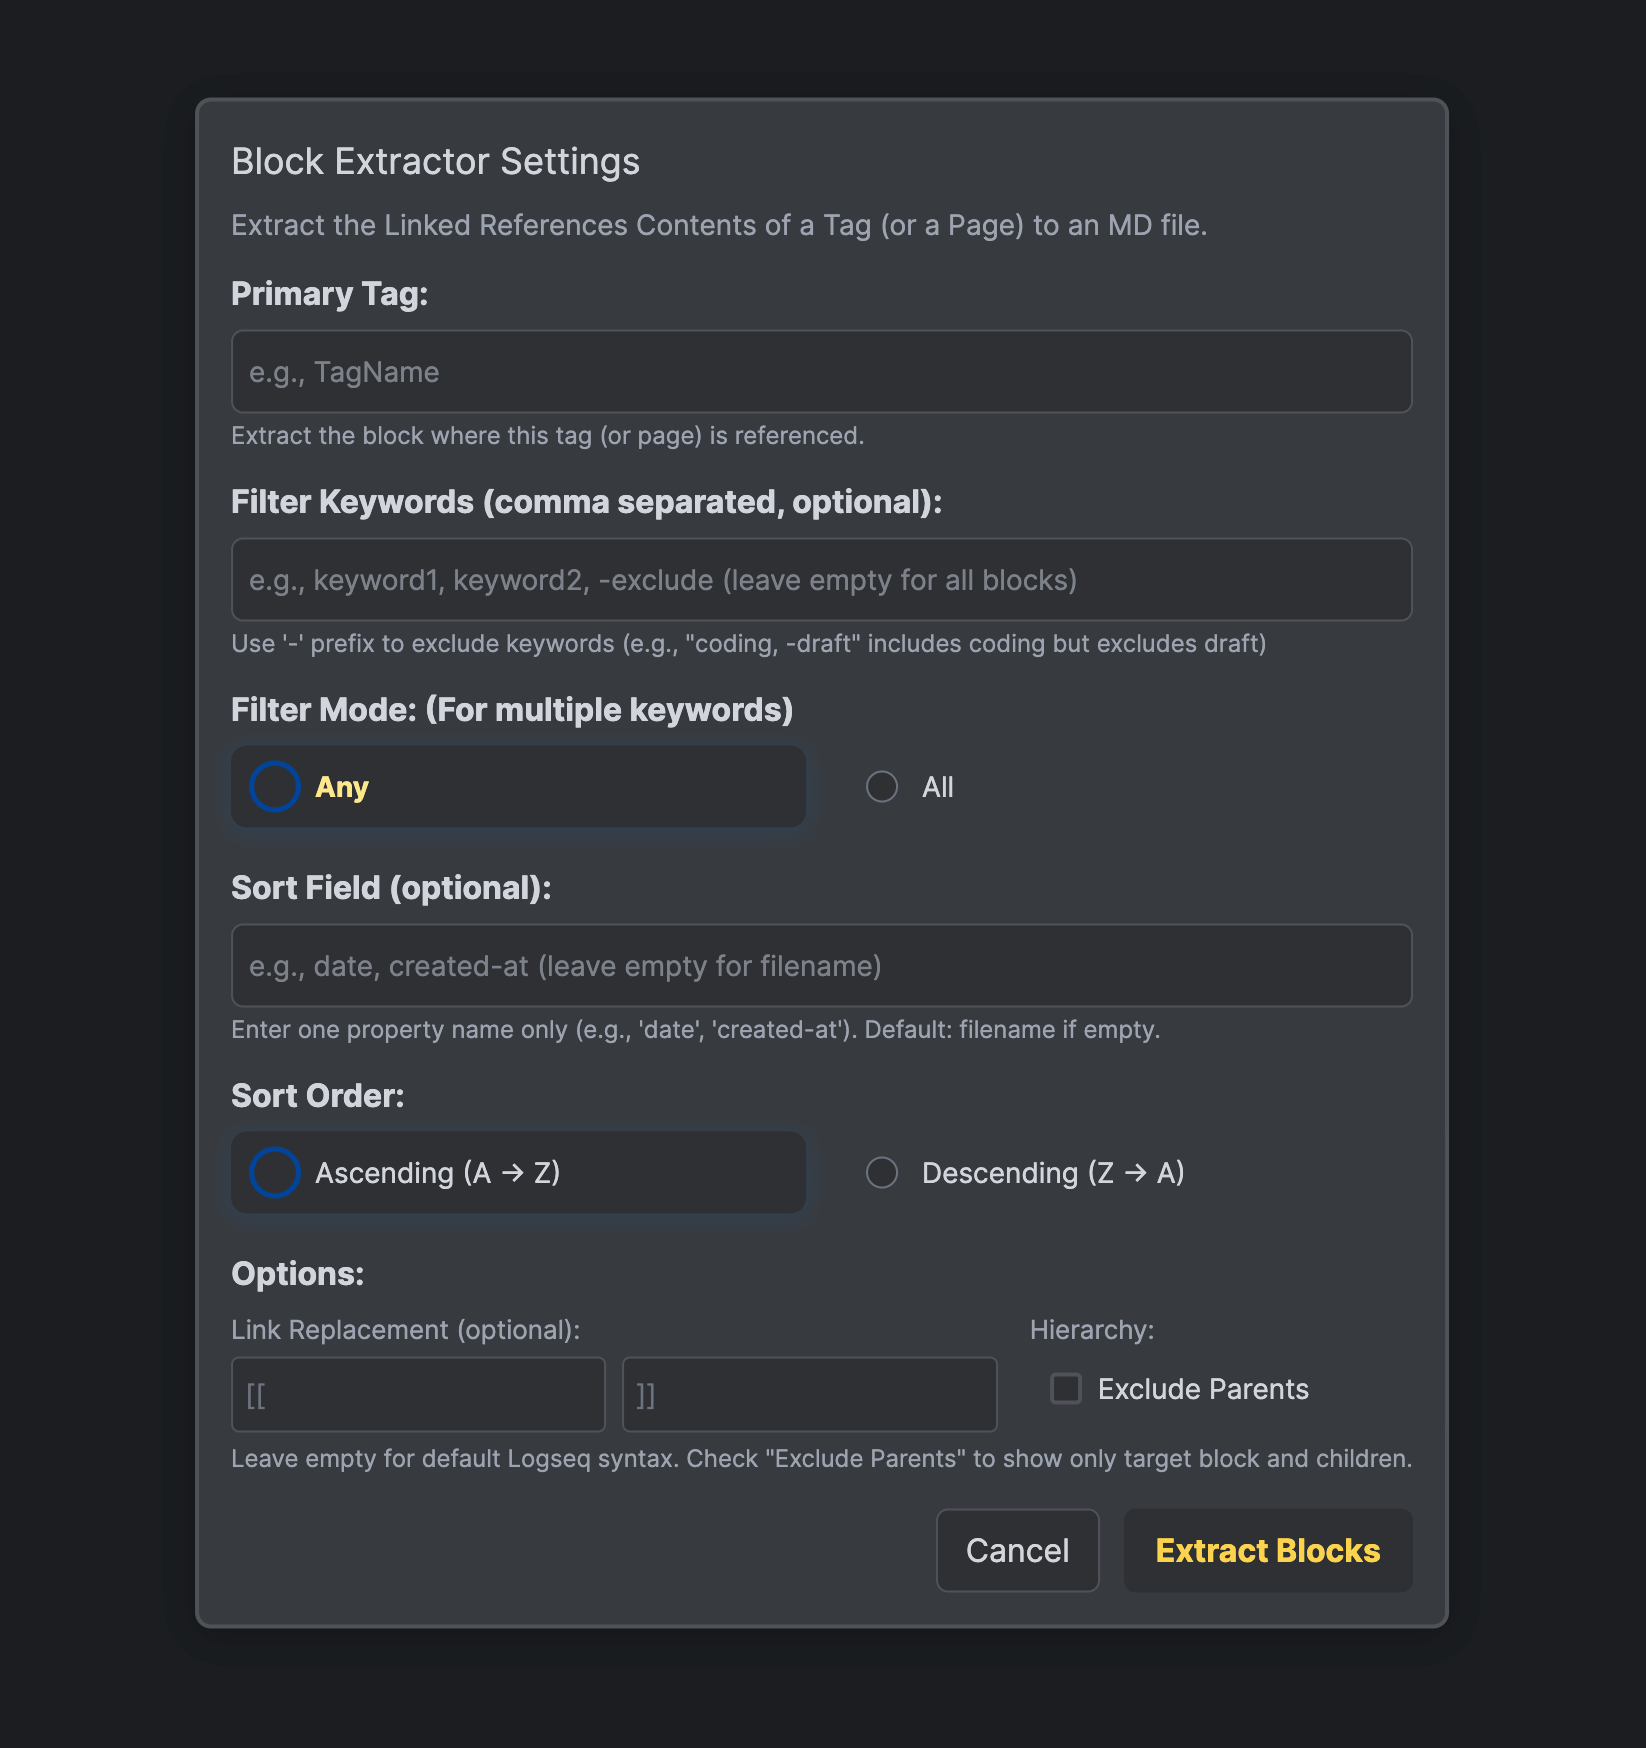 Block Extractor Settings
Extract the Linked References Contents of a Tag (or a Page) to an MD file.
Primary Tag:
e.g., TagName
Extract the block where this tag (or page) is referenced.
Filter Keywords (comma separated, optional):
e.g., keyword1, keyword2, -exclude (leave empty for all blocks)
Use '-' prefix to exclude keywords (e.g., "coding, -draft" includes coding but excludes draft)
Filter Mode: (For multiple keywords)
Any All
Sort Field (optional):
e.g., date, created-at (leave empty for filename)
Enter one property name only (e.g., 'date', 'created-at'). Default: filename if empty.
Sort Order:
Ascending (A → Z) Descending (Z → A)
Options:
Link Replacement (optional): Hierarchy:
[[ ]] Exclude Parents
Leave empty for default Logseq syntax. Check "Exclude Parents" to show only target block and children.
Cancel Extract Blocks